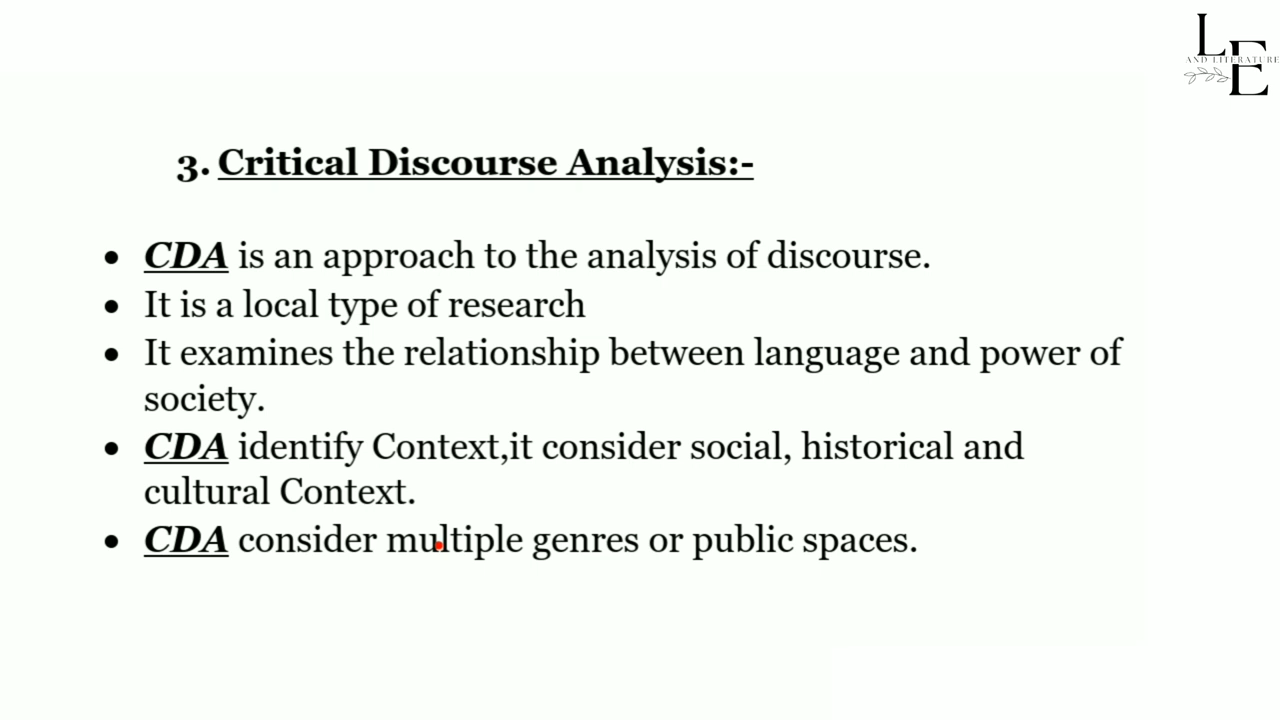 L
E
AND LITERATURE
3. Critical Discourse Analysis:-
• CDA is an approach to the analysis of discourse.
• It is a local type of research
• It examines the relationship between language and power of
society.
• CDA identify Context,it consider social, historical and
cultural Context.
• CDA consider multiple genres or public spaces.